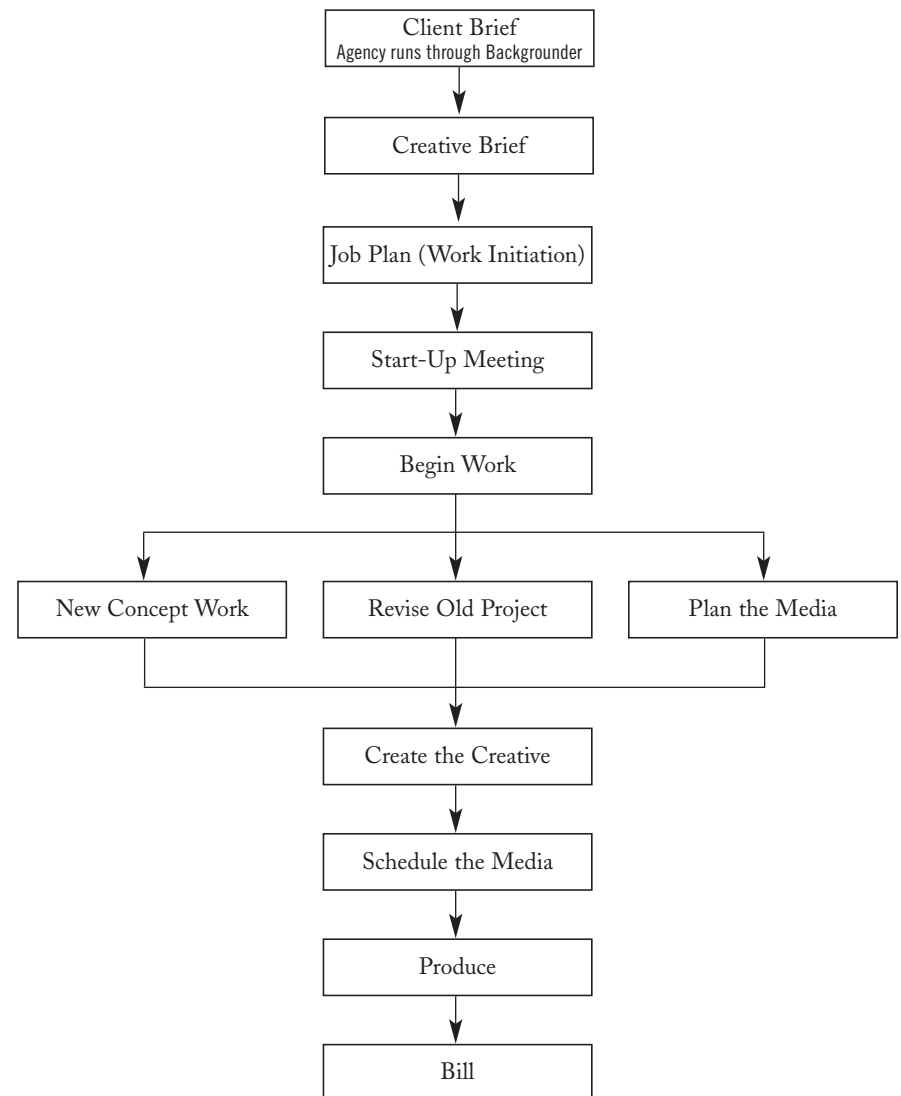 Client Brief
Agency runs through Backgrounder
Creative Brief
Job Plan (Work Initiation)
Start-Up Meeting
Begin Work
New Concept Work
Revise Old Project
Plan the Media
Create the Creative
Schedule the Media
Produce
Bill